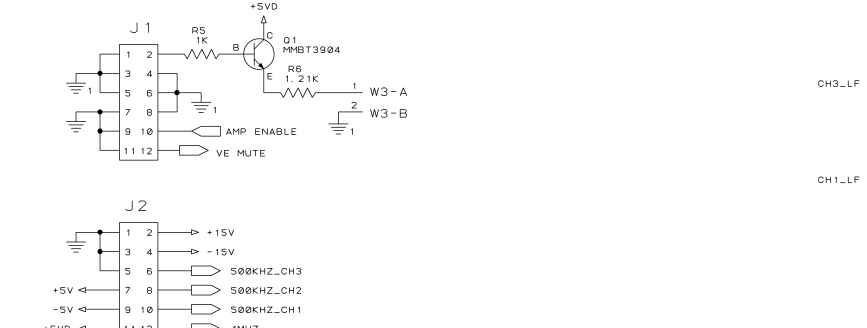 +5VD
J1
R5
1K
C
B
E
Q1
MMBT3904
R6
1.21K
1 2
3 4
5 6
7 8
9 10
11 12
1
1
1 W3-A
2 W3-B
1
AMP ENABLE
VE MUTE
CH3_LF
CH1_LF
J2
1 2 +15V
3 4 -15V
5 6 500KHZ_CH3
+5V 7 8 500KHZ_CH2
-5V 9 10 500KHZ_CH1